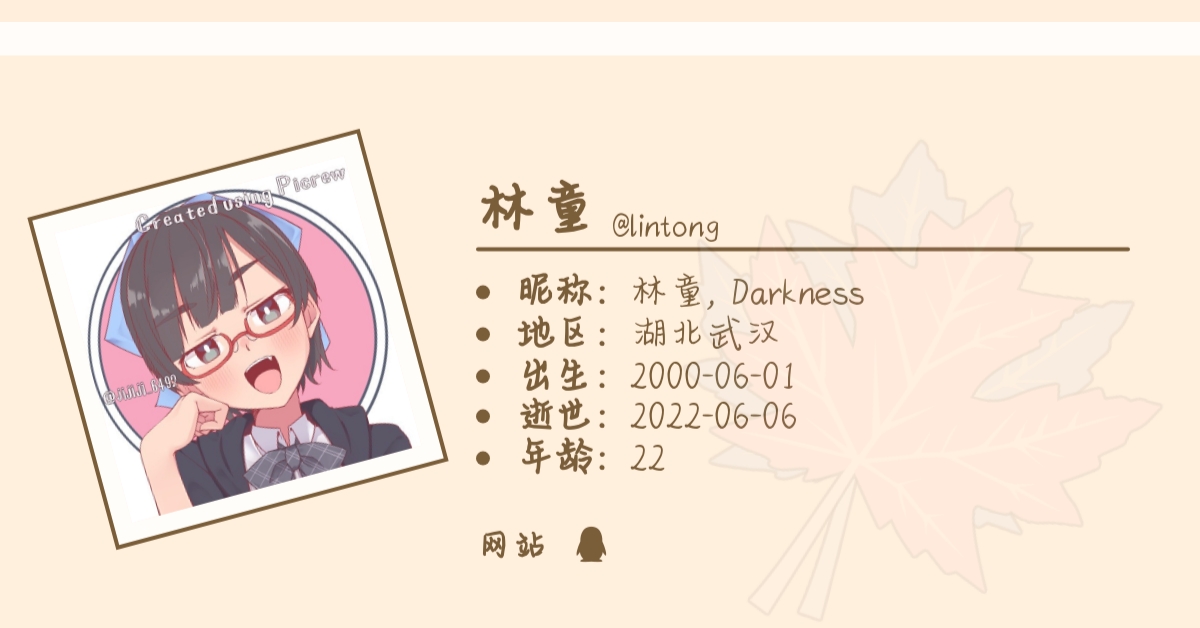 Created using Picrew
@jijiji_6499
林童 @lintong
昵称：林童, Darkness
地区：湖北武汉
出生：2000-06-01
逝世：2022-06-06
年龄：22
网站